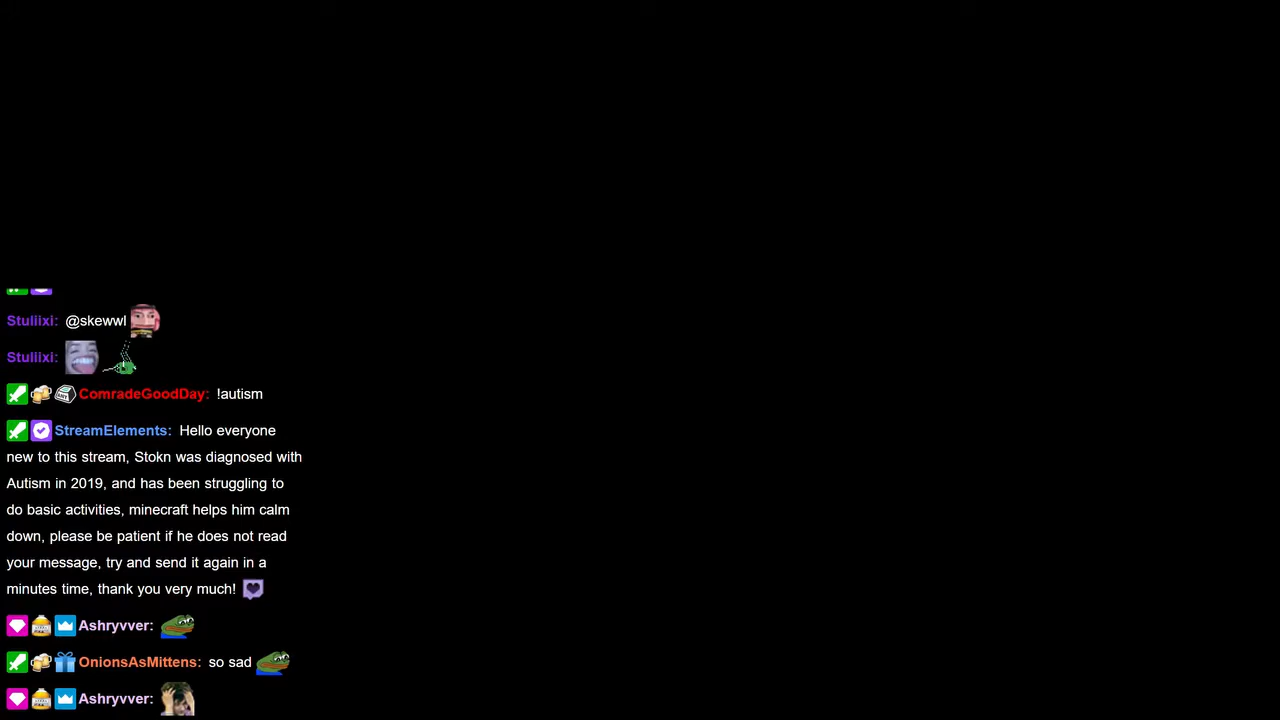 Stuliixi: @skewwl
Stuliixi:
ComradeGoodDay: !autism
StreamElements: Hello everyone
new to this stream, Stokn was diagnosed with
Autism in 2019, and has been struggling to
do basic activities, minecraft helps him calm
down, please be patient if he does not read
your message, try and send it again in a
minutes time, thank you very much!
Ashryvver:
OnionsAsMittens: so sad
Ashryvver: